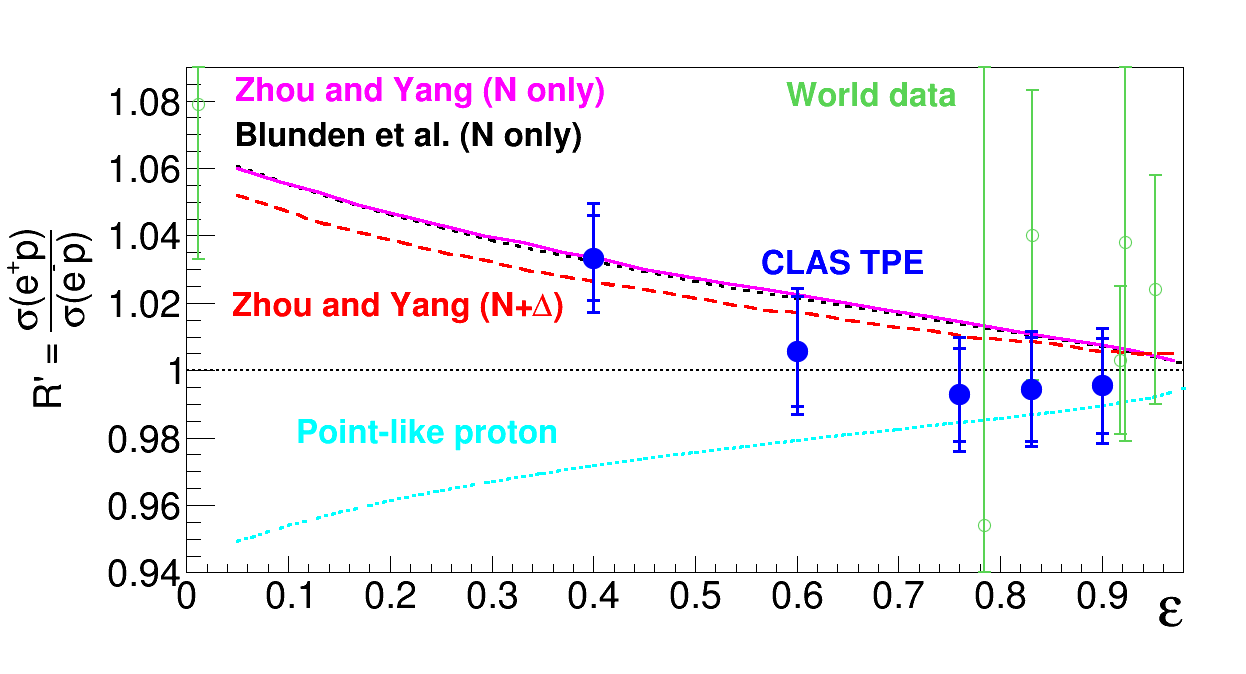 Zhou and Yang (N only)
World data
Blunden et al. (N only)
CLAS TPE
Zhou and Yang (N+Δ)
Point-like proton
R' = σ(e⁺p) / σ(e⁻p)
1.08
1.06
1.04
1.02
1
0.98
0.96
0.94
0 0.1 0.2 0.3 0.4 0.5 0.6 0.7 0.8 0.9
ε